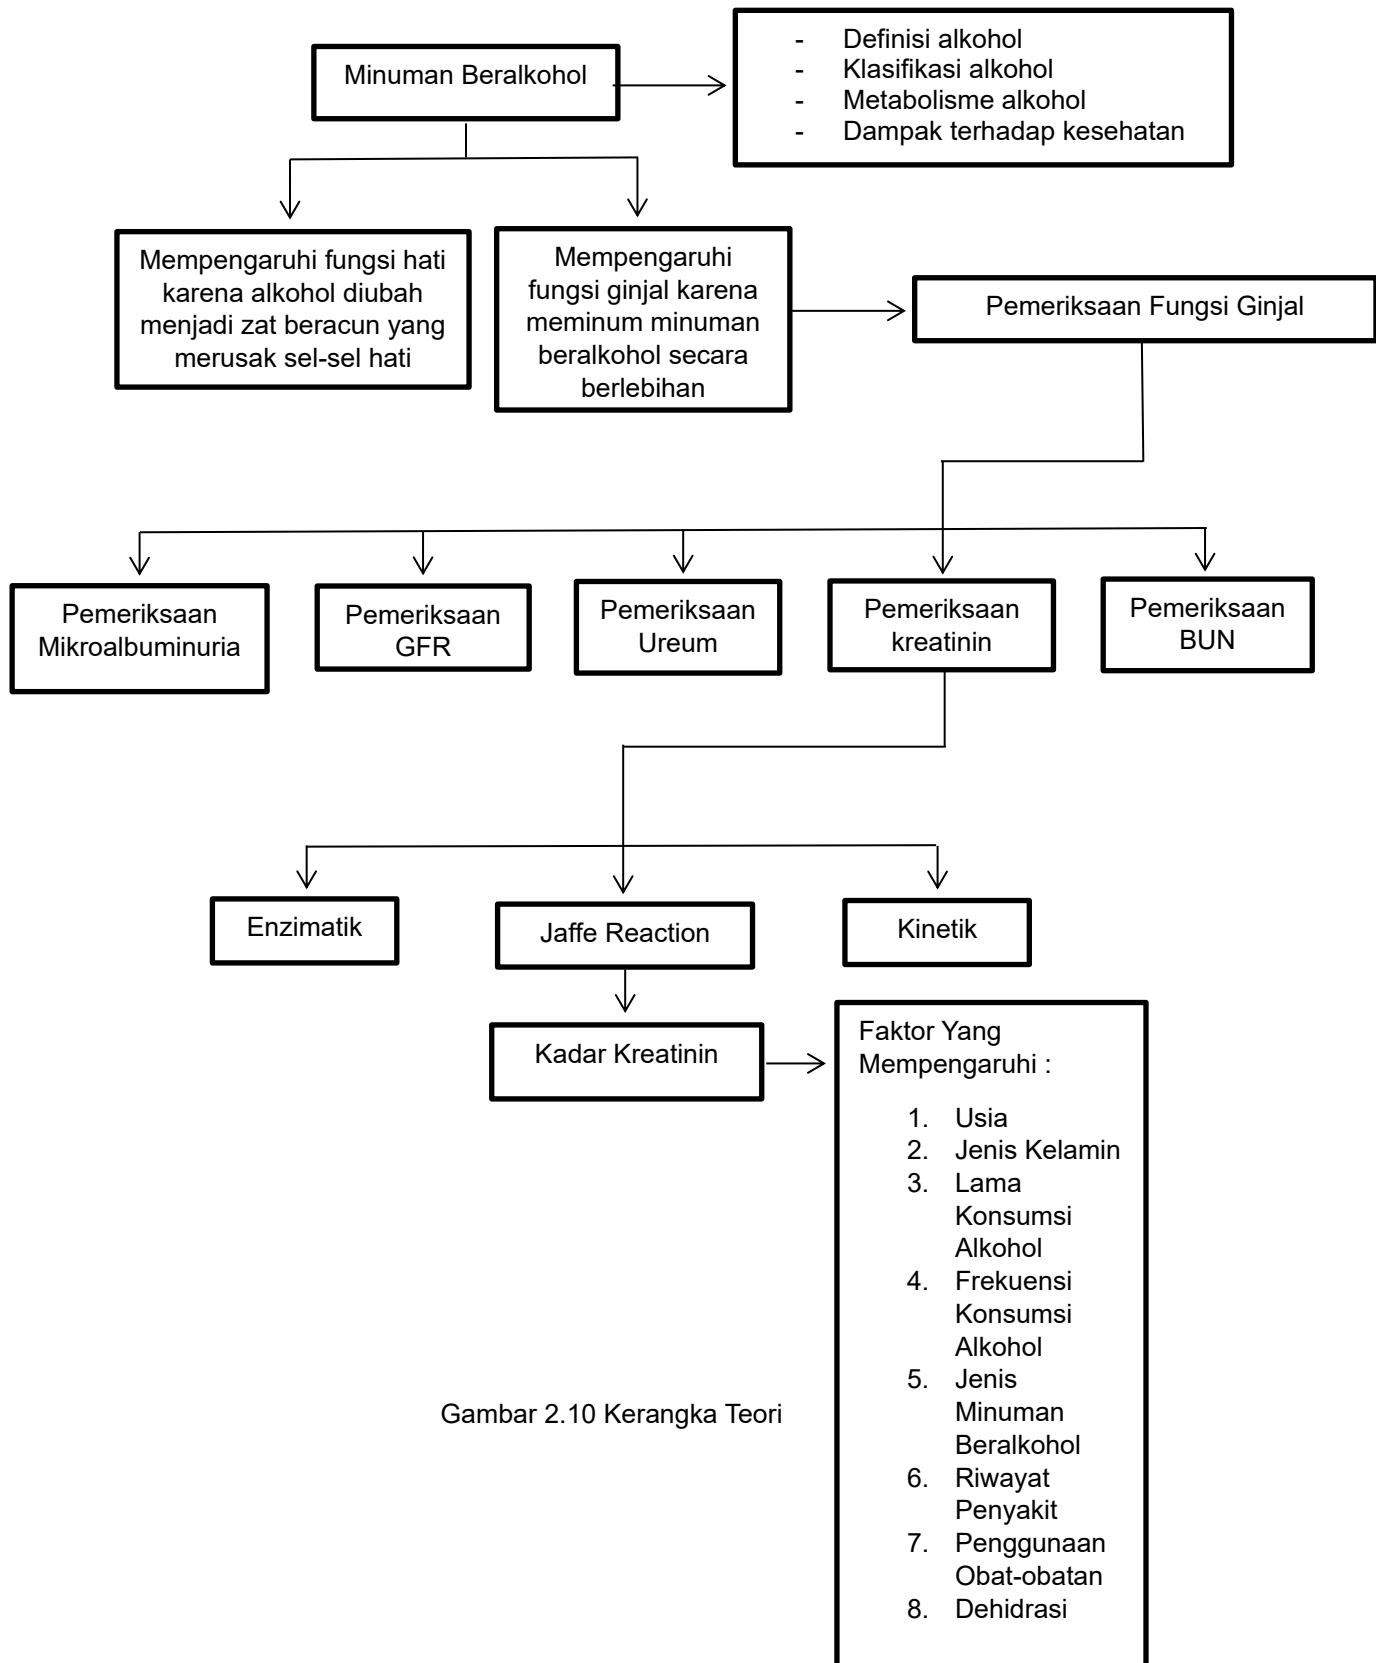 Minuman Beralkohol
- Definisi alkohol
- Klasifikasi alkohol
- Metabolisme alkohol
- Dampak terhadap kesehatan
Mempengaruhi fungsi hati
karena alkohol diubah
menjadi zat beracun yang
merusak sel-sel hati
Mempengaruhi
fungsi ginjal karena
meminum minuman
beralkohol secara
berlebihan
Pemeriksaan Fungsi Ginjal
Pemeriksaan
Mikroalbuminuria
Pemeriksaan
GFR
Pemeriksaan
Ureum
Pemeriksaan
kreatinin
Pemeriksaan
BUN
Enzimatik
Jaffe Reaction
Kinetik
Kadar Kreatinin
Faktor Yang
Mempengaruhi :
1. Usia
2. Jenis Kelamin
3. Lama
Konsumsi
Alkohol
4. Frekuensi
Konsumsi
Alkohol
5. Jenis
Minuman
Beralkohol
6. Riwayat
Penyakit
7. Penggunaan
Obat-obatan
8. Dehidrasi
Gambar 2.10 Kerangka Teori